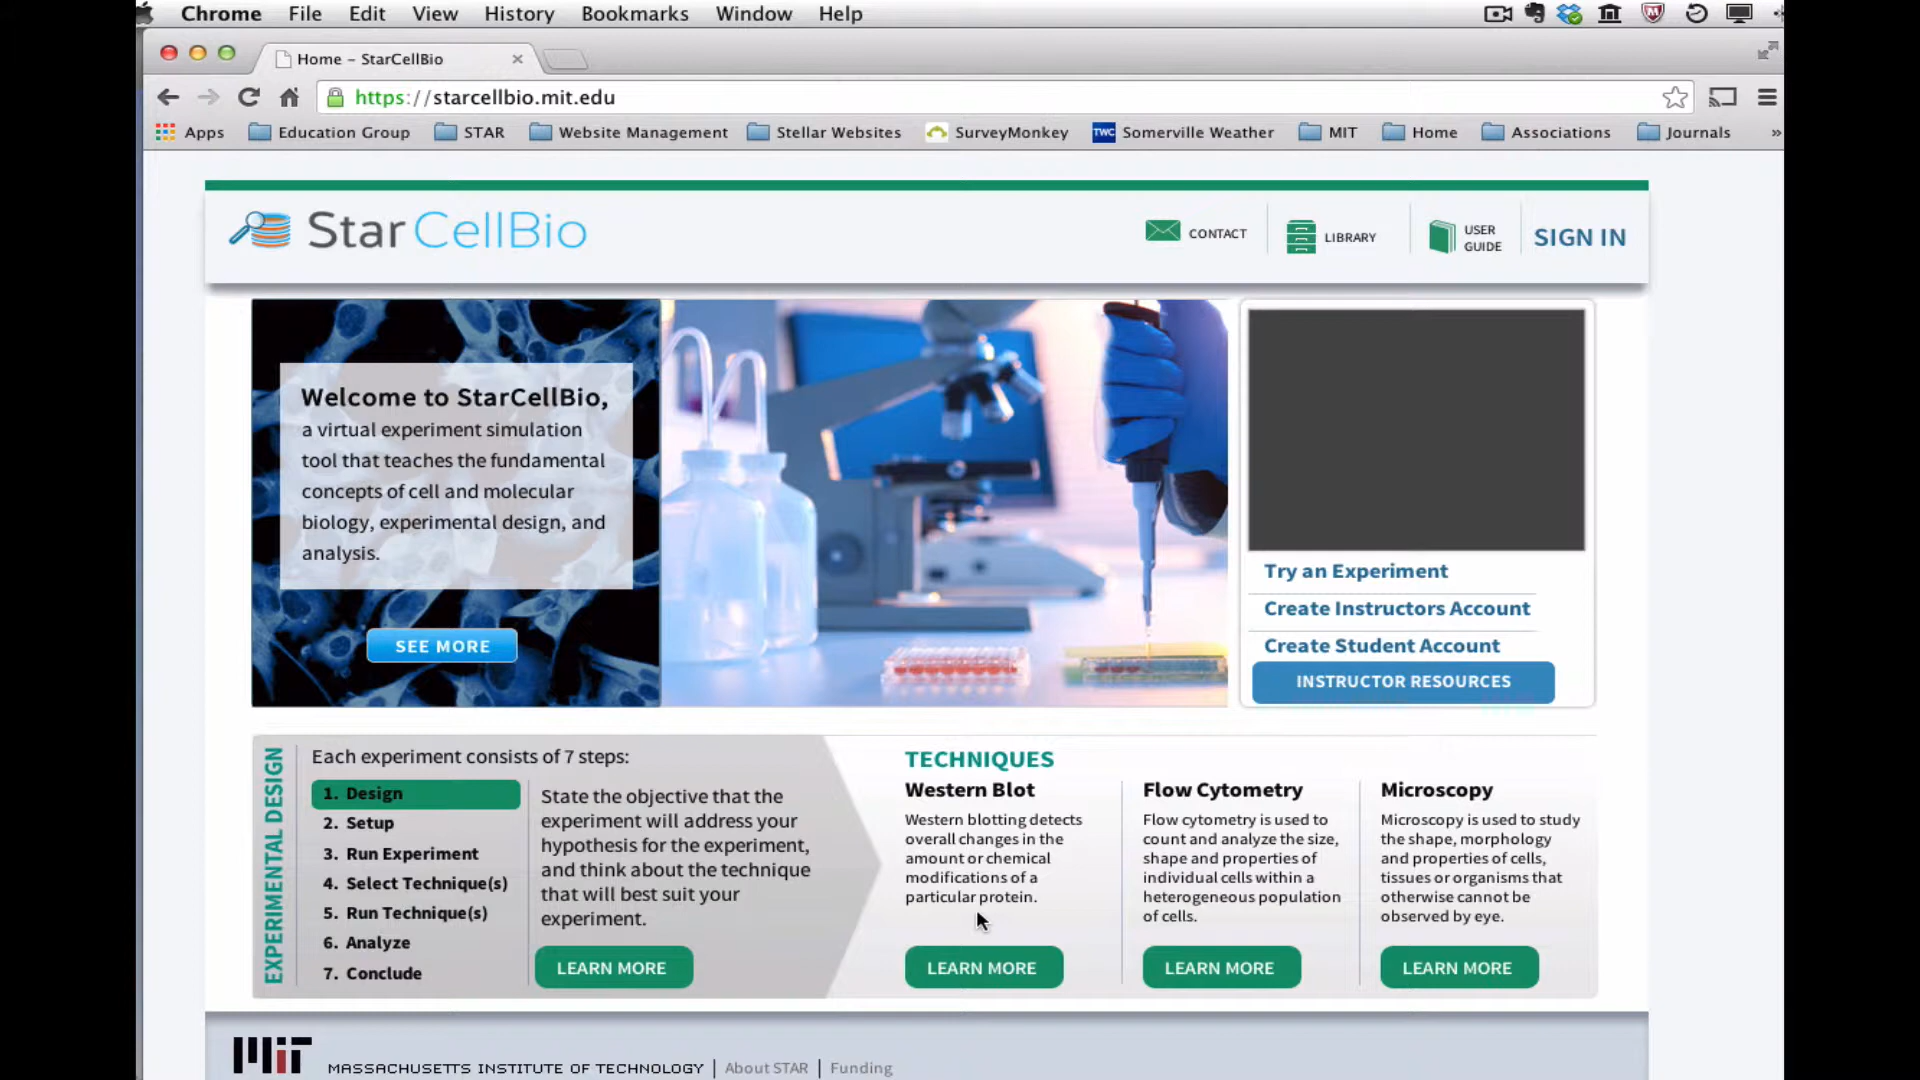 Chrome File Edit View History Bookmarks Window Help
Home – StarCellBio
https://starcellbio.mit.edu
Apps Education Group STAR Website Management Stellar Websites SurveyMonkey TWC Somerville Weather MIT Home Associations Journals »
StarCellBio
CONTACT
LIBRARY
USER
GUIDE
SIGN IN
Welcome to StarCellBio,
a virtual experiment simulation
tool that teaches the fundamental
concepts of cell and molecular
biology, experimental design, and
analysis.
SEE MORE
Try an Experiment
Create Instructors Account
Create Student Account
INSTRUCTOR RESOURCES
EXPERIMENTAL DESIGN
Each experiment consists of 7 steps:
1. Design
2. Setup
3. Run Experiment
4. Select Technique(s)
5. Run Technique(s)
6. Analyze
7. Conclude
State the objective that the
experiment will address your
hypothesis for the experiment,
and think about the technique
that will best suit your
experiment.
LEARN MORE
TECHNIQUES
Western Blot
Western blotting detects
overall changes in the
amount or chemical
modifications of a
particular protein.
LEARN MORE
Flow Cytometry
Flow cytometry is used to
count and analyze the size,
shape and properties of
individual cells within a
heterogeneous population
of cells.
LEARN MORE
Microscopy
Microscopy is used to study
the shape, morphology
and properties of cells,
tissues or organisms that
otherwise cannot be
observed by eye.
LEARN MORE
MIT MASSACHUSETTS INSTITUTE OF TECHNOLOGY | About STAR | Funding